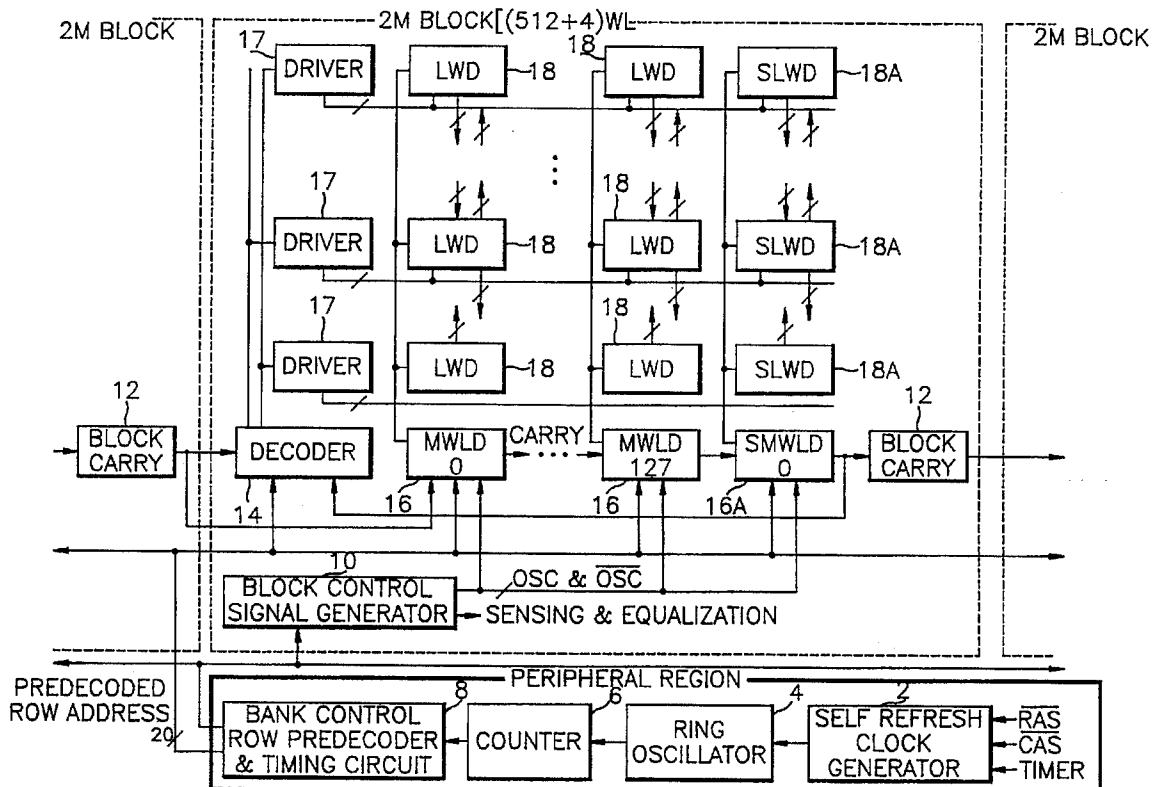 2M BLOCK
2M BLOCK[(512+4)WL
2M BLOCK
17
DRIVER
LWD
18
18
LWD
SLWD
18A
17
DRIVER
LWD
18
18
LWD
SLWD
18A
17
DRIVER
LWD
18
18
LWD
SLWD
18A
12
BLOCK
CARRY
DECODER
14
MWLD
0
16
CARRY
MWLD
127
16
SMWLD
0
16A
12
BLOCK
CARRY
10
BLOCK CONTROL
SIGNAL GENERATOR
OSC & OSC
SENSING & EQUALIZATION
PREDECODED
ROW ADDRESS
20
PERIPHERAL REGION
8
BANK CONTROL
ROW PREDECODER
& TIMING CIRCUIT
6
COUNTER
4
RING
OSCILLATOR
2
SELF REFRESH
CLOCK
GENERATOR
RAS
CAS
TIMER